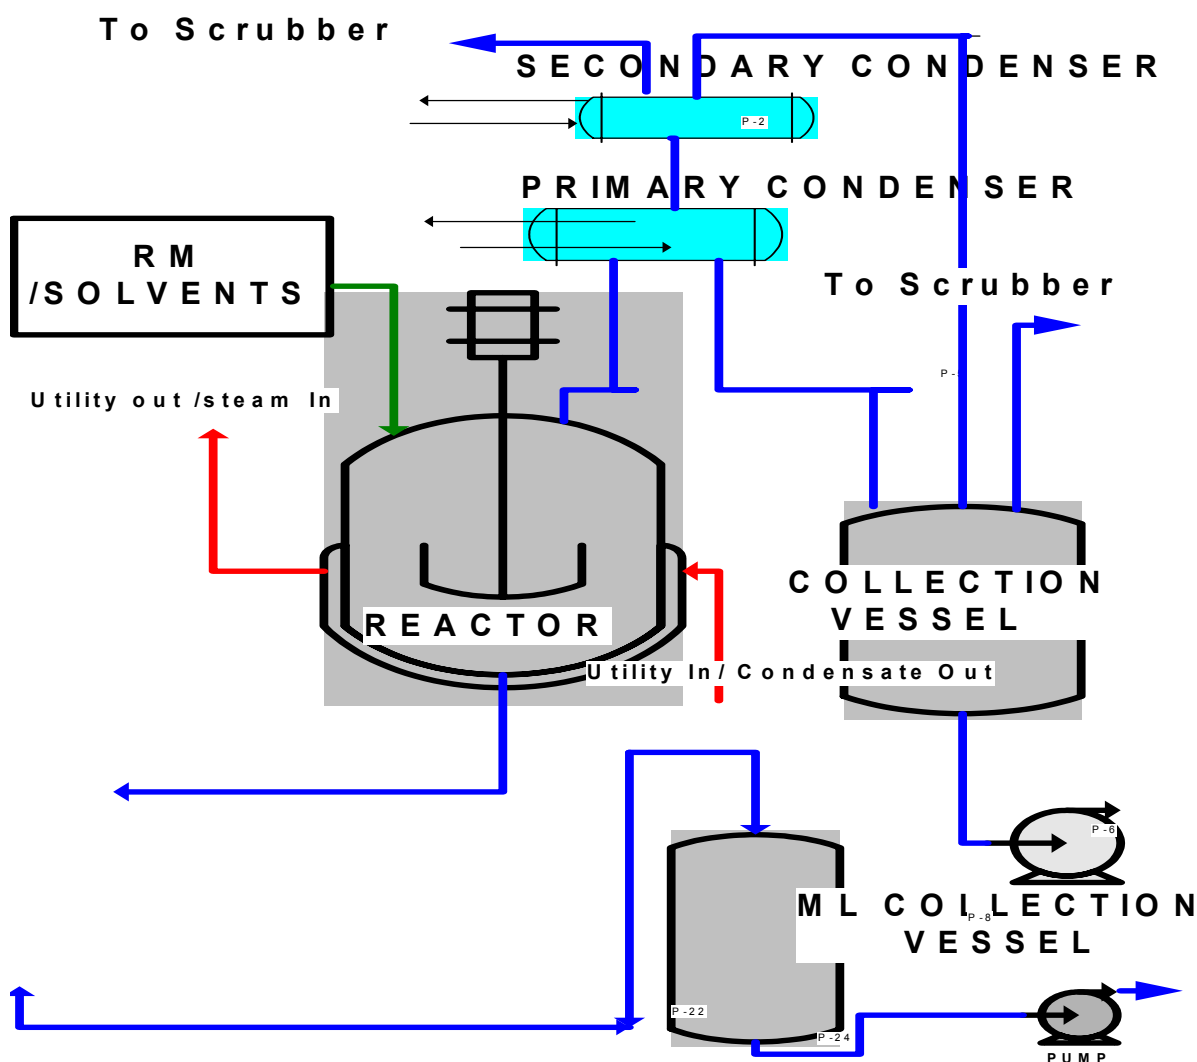 To Scrubber
SECONDARY CONDENSER
P-2
PRIMARY CONDENSER
RM
/SOLVENTS
To Scrubber
Utility out /steam In
COLLECTION
VESSEL
REACTOR
Utility In/ Condensate Out
P-6
ML COLLECTION
P-8
VESSEL
P-22
P-24
PUMP